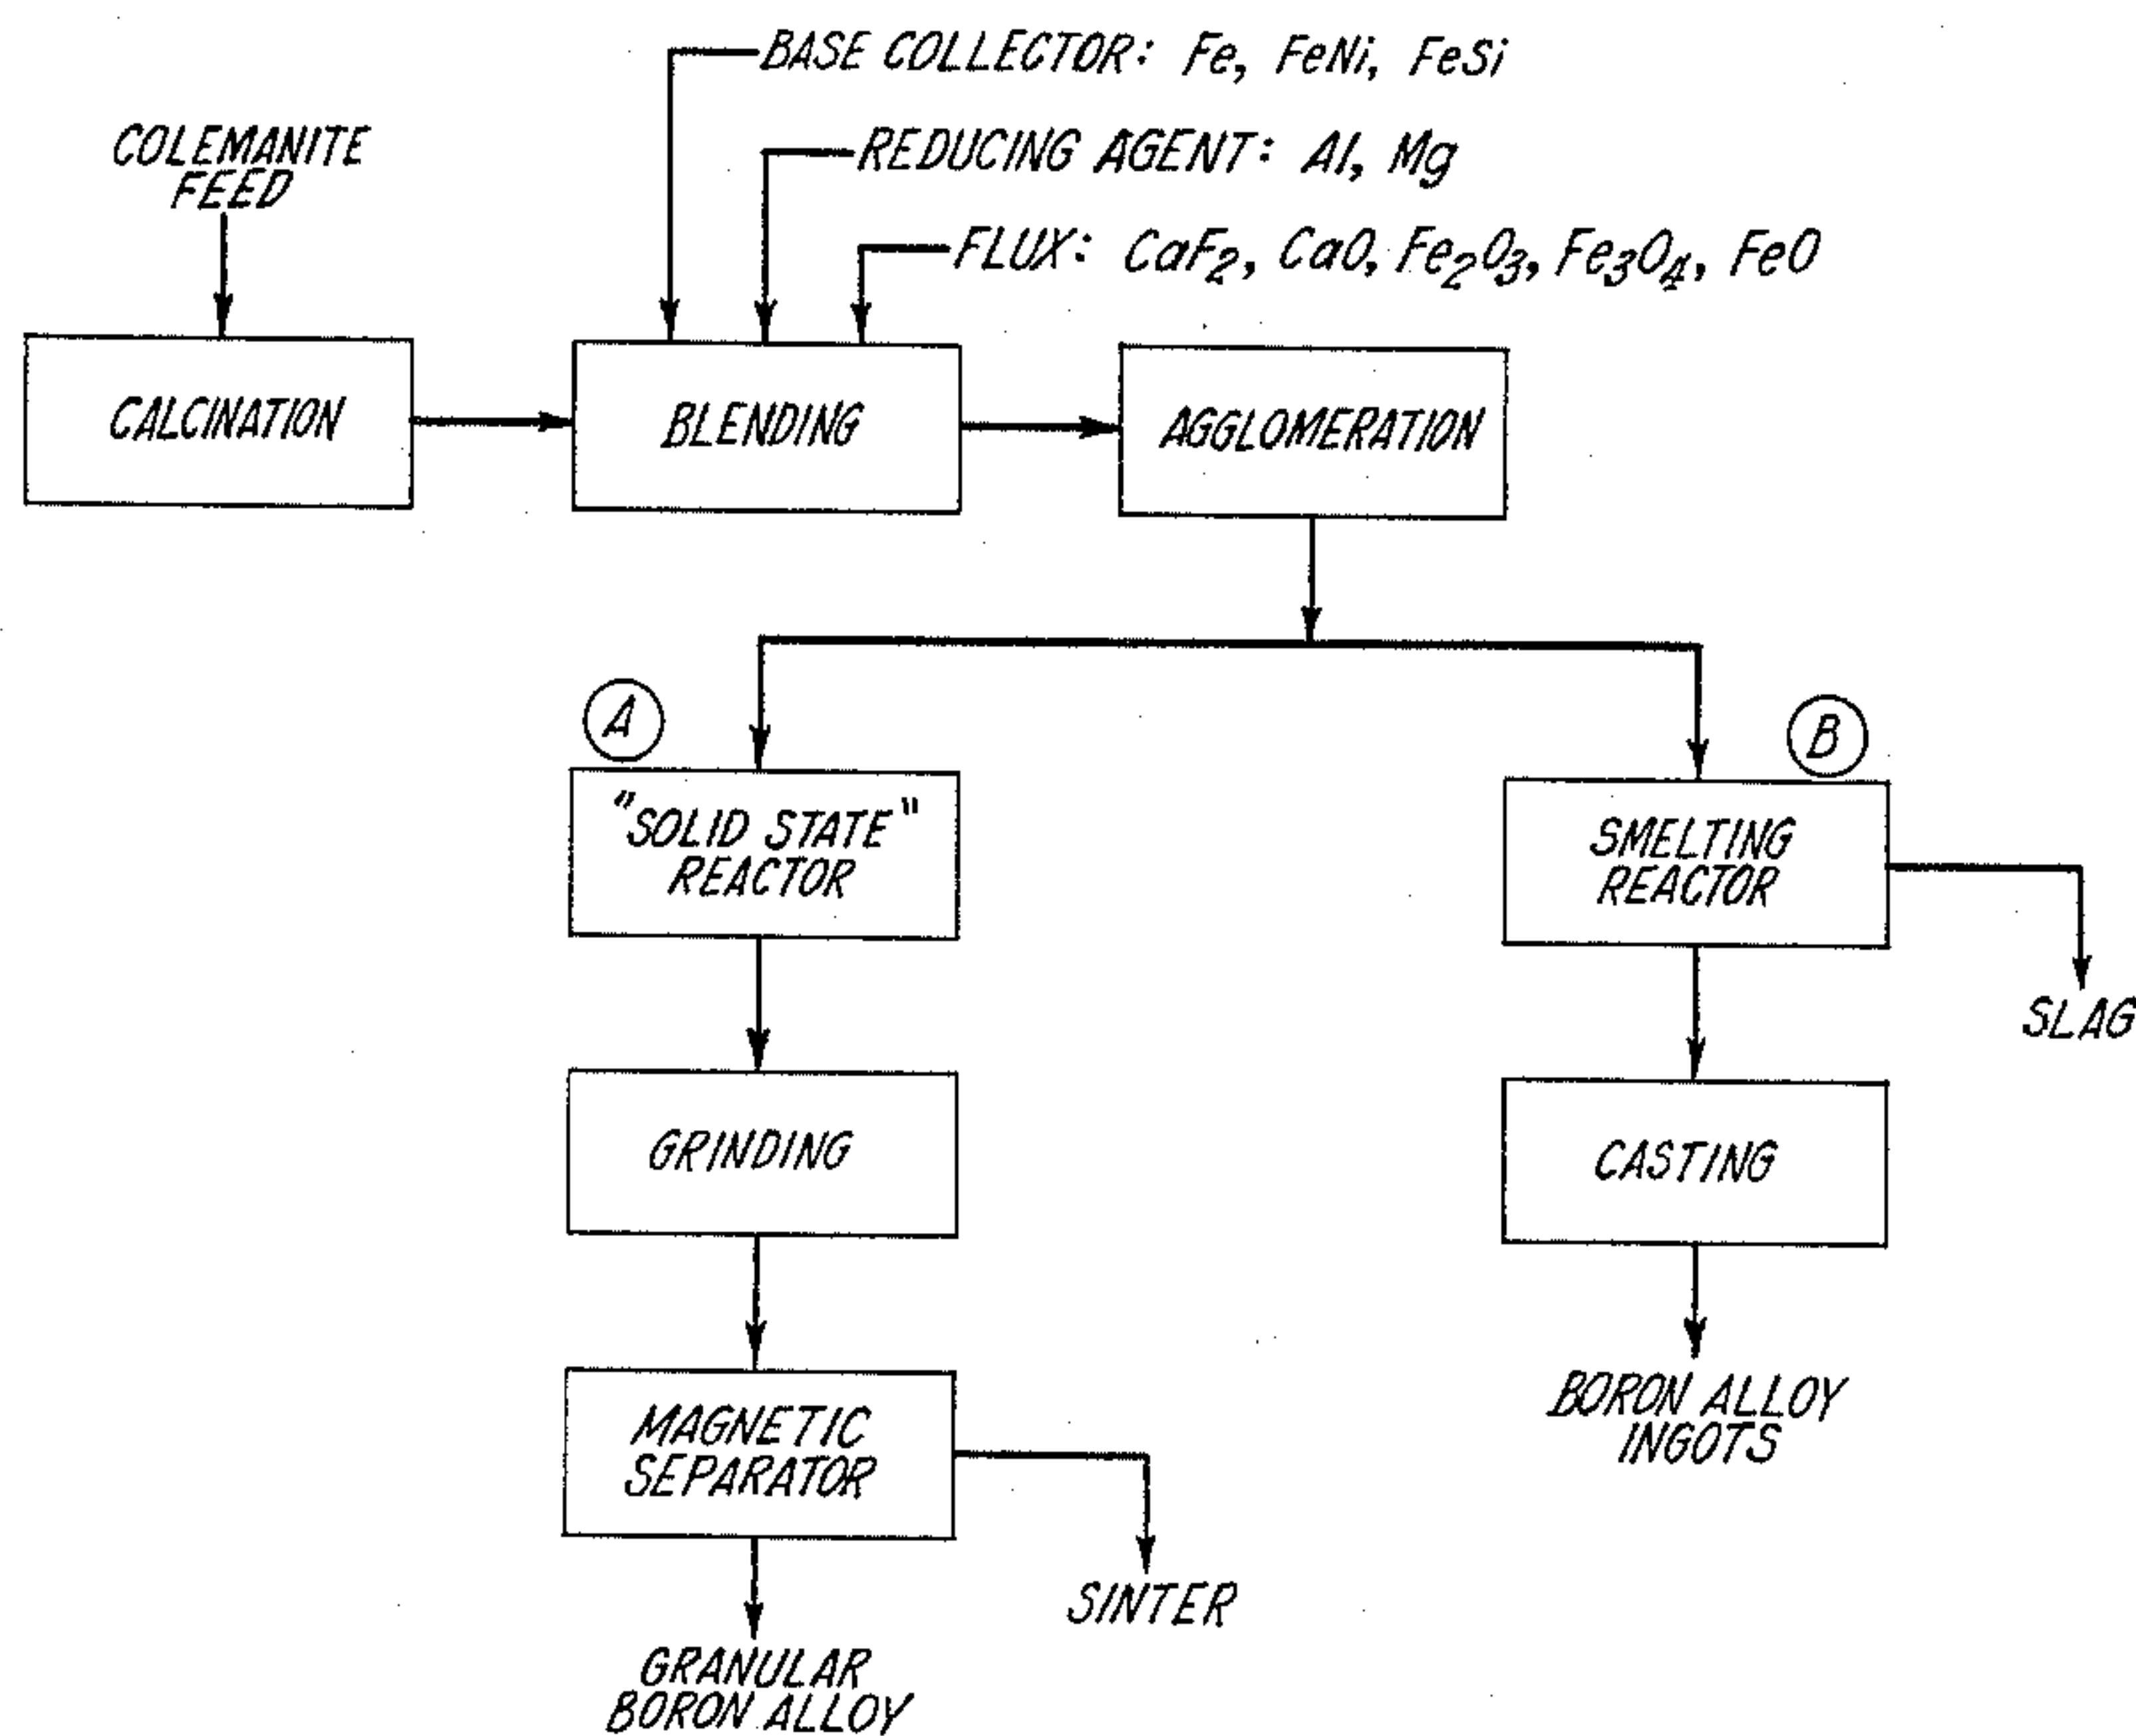 BASE COLLECTOR: Fe, FeNi, FeSi
COLEMANITE
FEED
REDUCING AGENT: Al, Mg
FLUX: CaF₂, CaO, Fe₂O₃, Fe₃O₄, FeO
CALCINATION
BLENDING
AGGLOMERATION
A
B
"SOLID STATE"
REACTOR
SMELTING
REACTOR
SLAG
GRINDING
CASTING
MAGNETIC
SEPARATOR
BORON ALLOY
INGOTS
SINTER
GRANULAR
BORON ALLOY